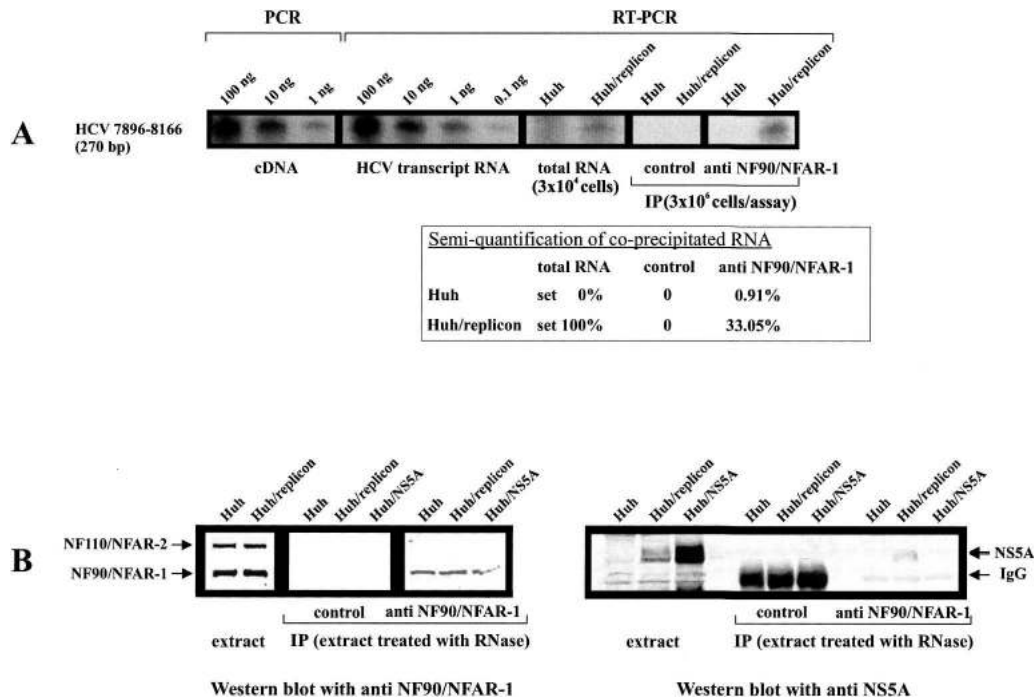 PCR RT-PCR
100 ng 10 ng 1 ng 100 ng 10 ng 1 ng 0.1 ng Huh Huh/replicon Huh Huh/replicon Huh Huh/replicon
A
HCV 7896-8166
(270 bp)
cDNA HCV transcript RNA total RNA control anti NF90/NFAR-1
(3x10⁴ cells)
IP(3x10⁶ cells/assay)
Semi-quantification of co-precipitated RNA
total RNA control anti NF90/NFAR-1
Huh set 0% 0 0.91%
Huh/replicon set 100% 0 33.05%
B
Huh Huh/replicon Huh Huh/replicon Huh/NS5A Huh Huh/replicon Huh/NS5A
NF110/NFAR-2
NF90/NFAR-1
control anti NF90/NFAR-1
extract IP (extract treated with RNase)
Western blot with anti NF90/NFAR-1
Huh Huh/replicon Huh/NS5A Huh Huh/replicon Huh/NS5A Huh Huh/replicon Huh/NS5A
NS5A
IgG
control anti NF90/NFAR-1
extract IP (extract treated with RNase)
Western blot with anti NS5A